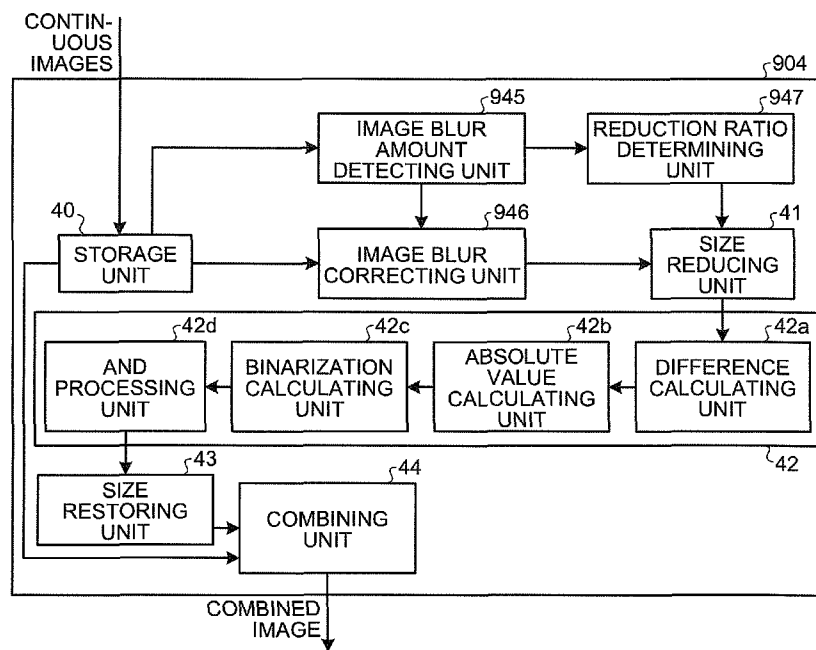 CONTIN-
UOUS
IMAGES
904
945
IMAGE BLUR
AMOUNT
DETECTING UNIT
947
REDUCTION RATIO
DETERMINING
UNIT
40
STORAGE
UNIT
946
IMAGE BLUR
CORRECTING UNIT
41
SIZE
REDUCING
UNIT
42d
AND
PROCESSING
UNIT
42c
BINARIZATION
CALCULATING
UNIT
42b
ABSOLUTE
VALUE
CALCULATING
UNIT
42a
DIFFERENCE
CALCULATING
UNIT
42
43
SIZE
RESTORING
UNIT
44
COMBINING
UNIT
COMBINED
IMAGE